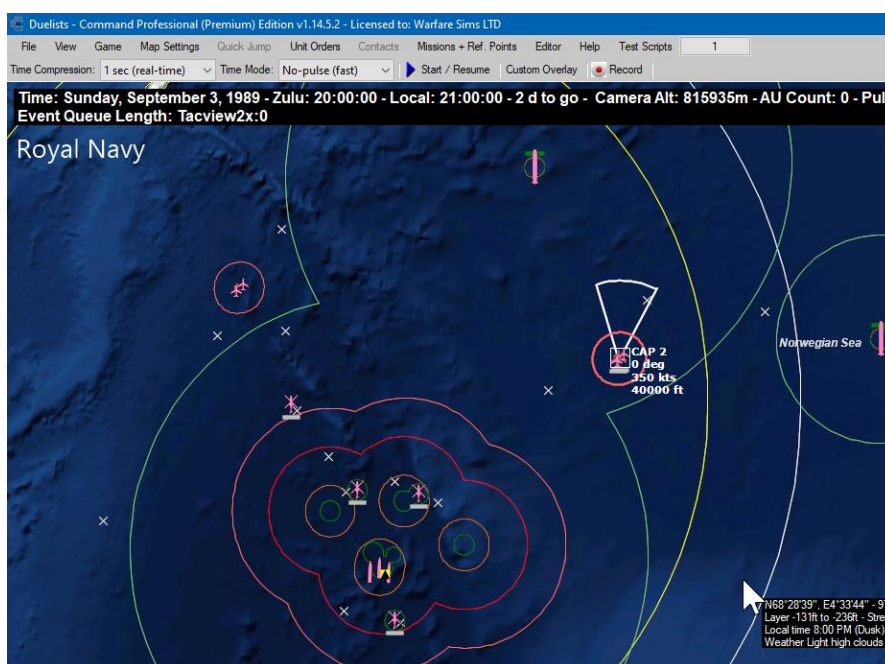 Duelists - Command Professional (Premium) Edition v1.14.5.2 - Licensed to: Warfare Sims LTD
File View Game Map Settings Quick Jump Unit Orders Contacts Missions + Ref. Points Editor Help Test Scripts 1
Time Compression: 1 sec (real-time) Time Mode: No-pulse (fast) Start / Resume Custom Overlay Record
Time: Sunday, September 3, 1989 - Zulu: 20:00:00 - Local: 21:00:00 - 2 d to go - Camera Alt: 815935m - AU Count: 0 - Pul
Event Queue Length: Tacview2x:0
Royal Navy
Norwegian Sea
CAP 2
0 deg
350 kts
40000 ft
N68°28'39", E4°33'44" - 9
Layer -131ft to -236ft - Stre
Local time 8:00 PM (Dusk)
Weather Light high clouds